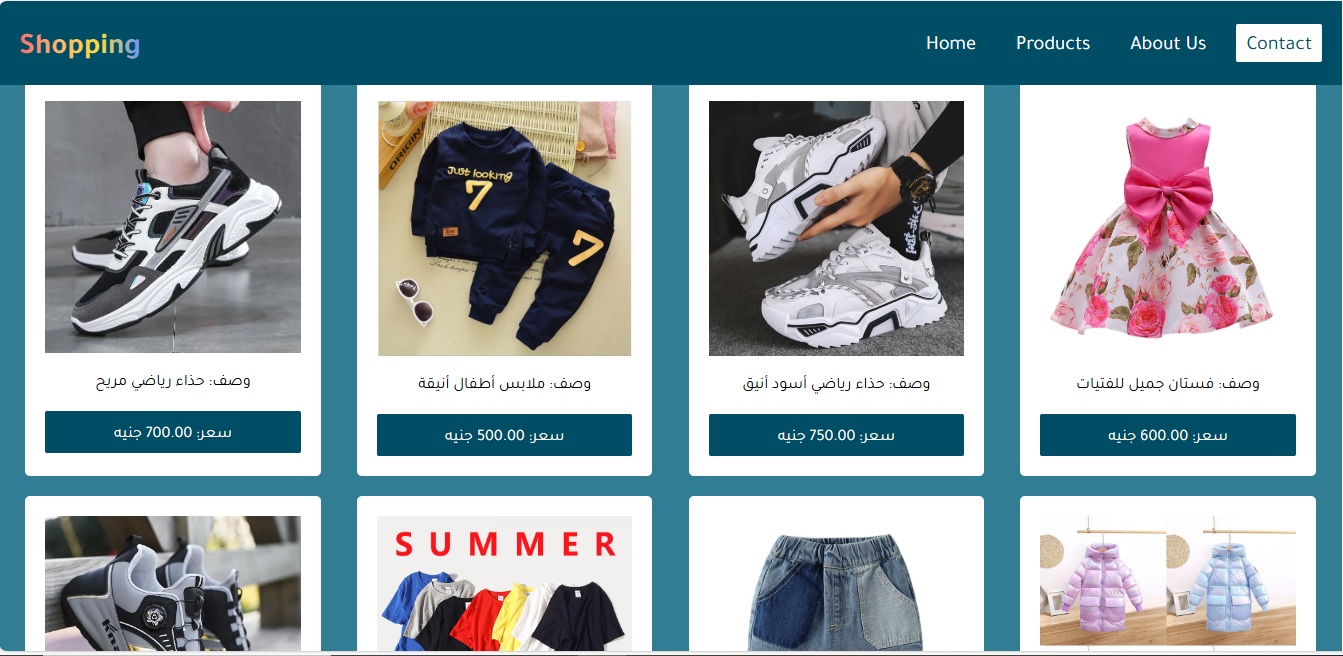 Shopping
Home
Products
About Us
Contact
ORIGIN
Just looking
7
7
وصف: حذاء رياضي مريح
وصف: ملابس أطفال أنيقة
وصف: حذاء رياضي أسود أنيق
وصف: فستان جميل للفتيات
سعر: 700.00 جنيه
سعر: 500.00 جنيه
سعر: 750.00 جنيه
سعر: 600.00 جنيه
SUMMER